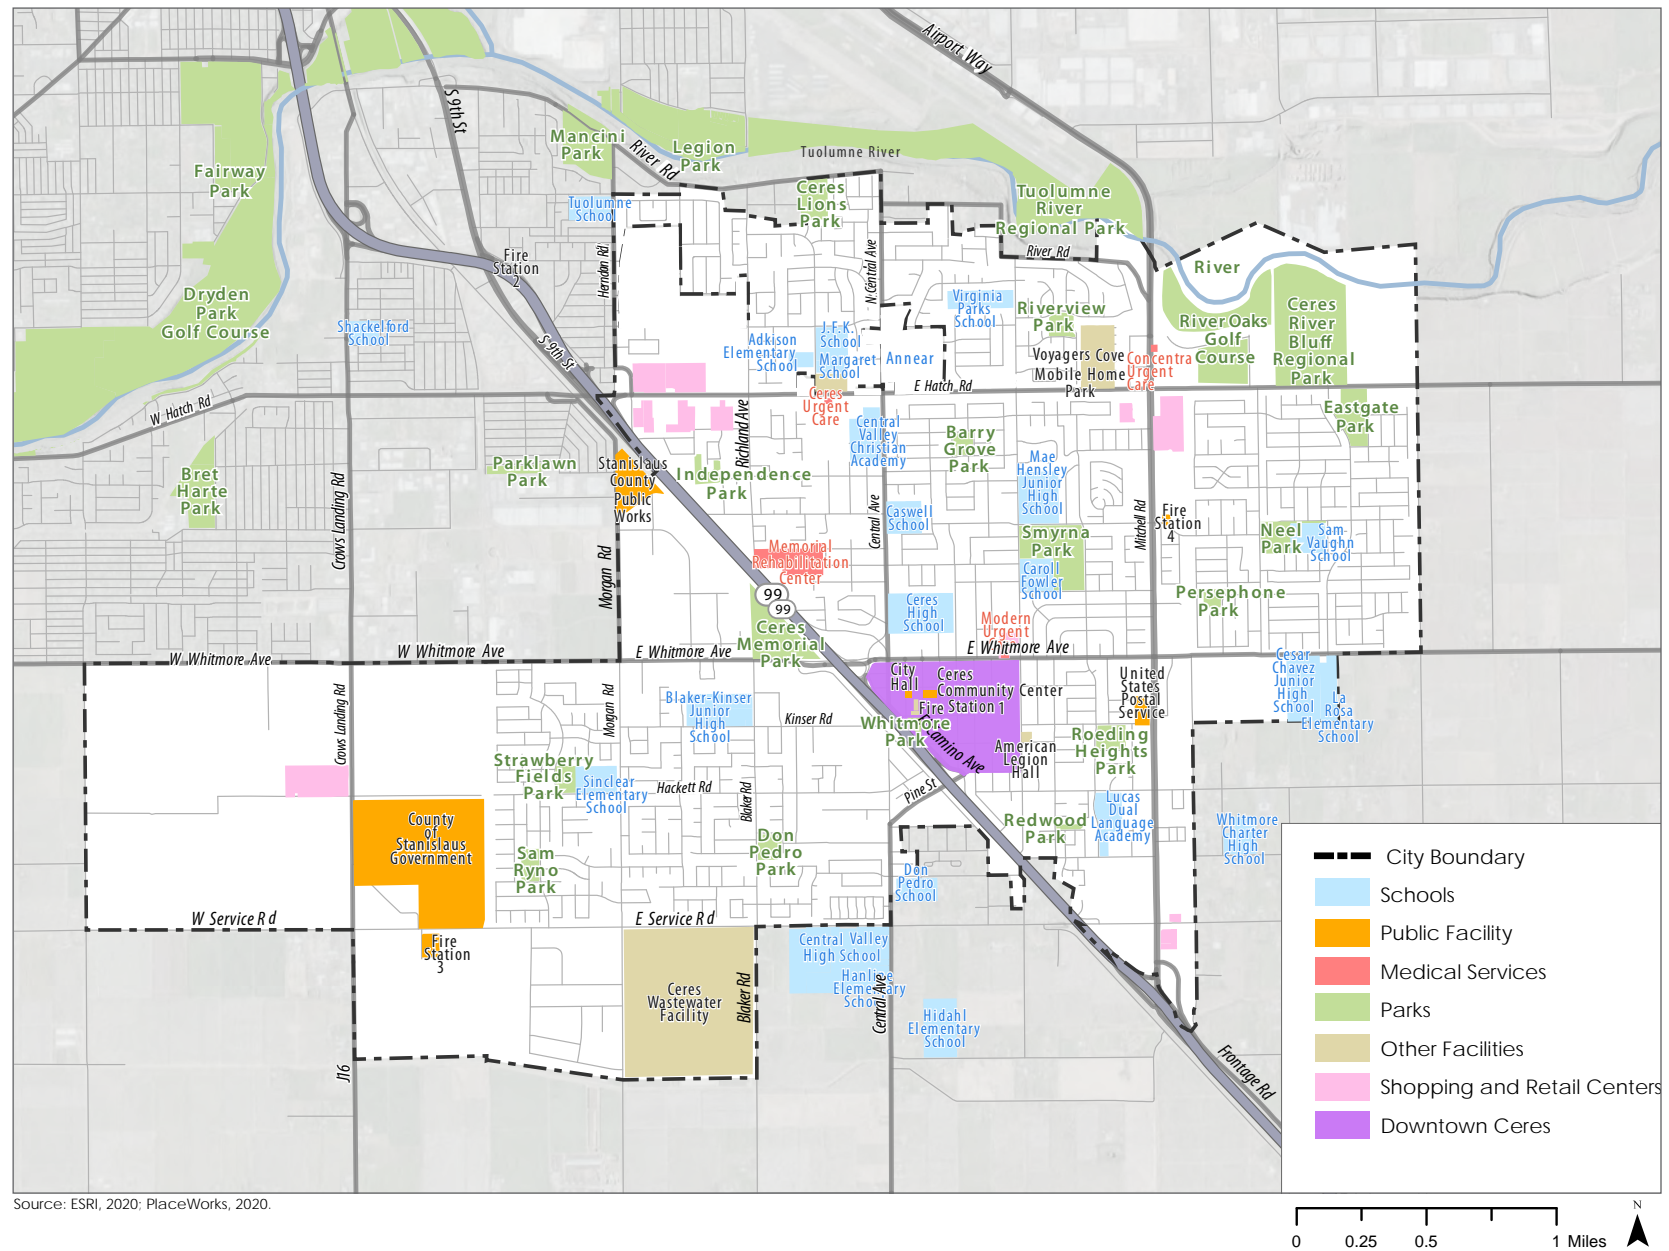 Airport Way
S 9th St
Mancini
Park
River Rd
Legion
Park
Tuolumne River
Fairway
Park
Tuolumne
School
Ceres
Lions
Park
Tuolumne
River
Regional Park
River Rd
Herndon Rd
N Central Ave
Fire
Station
2
River
Dryden
Park
Golf Course
Shackelford
School
S 9th St
Virginia
Parks
School
Riverview
Park
River Oaks
Golf
Course
Ceres
River
Bluff
Regional
Park
Adkison
Elementary
School
J.F.K.
School
Margaret
School
Annear
Voyagers Cove
Mobile Home
Park
Concentra
Urgent
Care
E Hatch Rd
W Hatch Rd
Ceres
Urgent
Care
Richland Ave
Central
Valley
Christian
Academy
Barry
Grove
Park
Eastgate
Park
Bret
Harte
Park
Parklawn
Park
Stanislaus
County
Public
Works
Independence
Park
Mae
Hensley
Junior
High
School
Crows Landing Rd
Central Ave
Caswell
School
Mitchell Rd
Fire
Station
4
Smyrna
Park
Neel
Park
Sam
Vaughn
School
Morgan Rd
Memorial
Rehabilitation
Center
Caroll
Fowler
School
99
99
Ceres
High
School
Persephone
Park
Ceres
Memorial
Park
Modern
Urgent
W Whitmore Ave
W Whitmore Ave
E Whitmore Ave
E Whitmore Ave
City
Hall
Ceres
Community Center
Fire Station 1
United
States
Postal
Service
Cesar
Chavez
Junior
High
School
La
Rosa
Elementary
School
Crows Landing Rd
Morgan Rd
Blaker-Kinser
Junior
High
School
Kinser Rd
Whitmore
Park
El Camino Ave
American
Legion
Hall
Roeding
Heights
Park
Strawberry
Fields
Park
Sinclear
Elementary
School
Hackett Rd
Blaker Rd
Pine St
Lucas
Dual
Language
Academy
Redwood
Park
Whitmore
Charter
High
School
County
of
Stanislaus
Government
Sam
Ryno
Park
Don
Pedro
Park
Don
Pedro
School
W Service Rd
E Service Rd
Fire
Station
3
Central Valley
High School
Hanline
Elementary
School
Ceres
Wastewater
Facility
Blaker Rd
Central Ave
Hidahl
Elementary
School
J16
Frontage Rd
City Boundary
Schools
Public Facility
Medical Services
Parks
Other Facilities
Shopping and Retail Centers
Downtown Ceres
Source: ESRI, 2020; PlaceWorks, 2020.
N
0 0.25 0.5 1 Miles